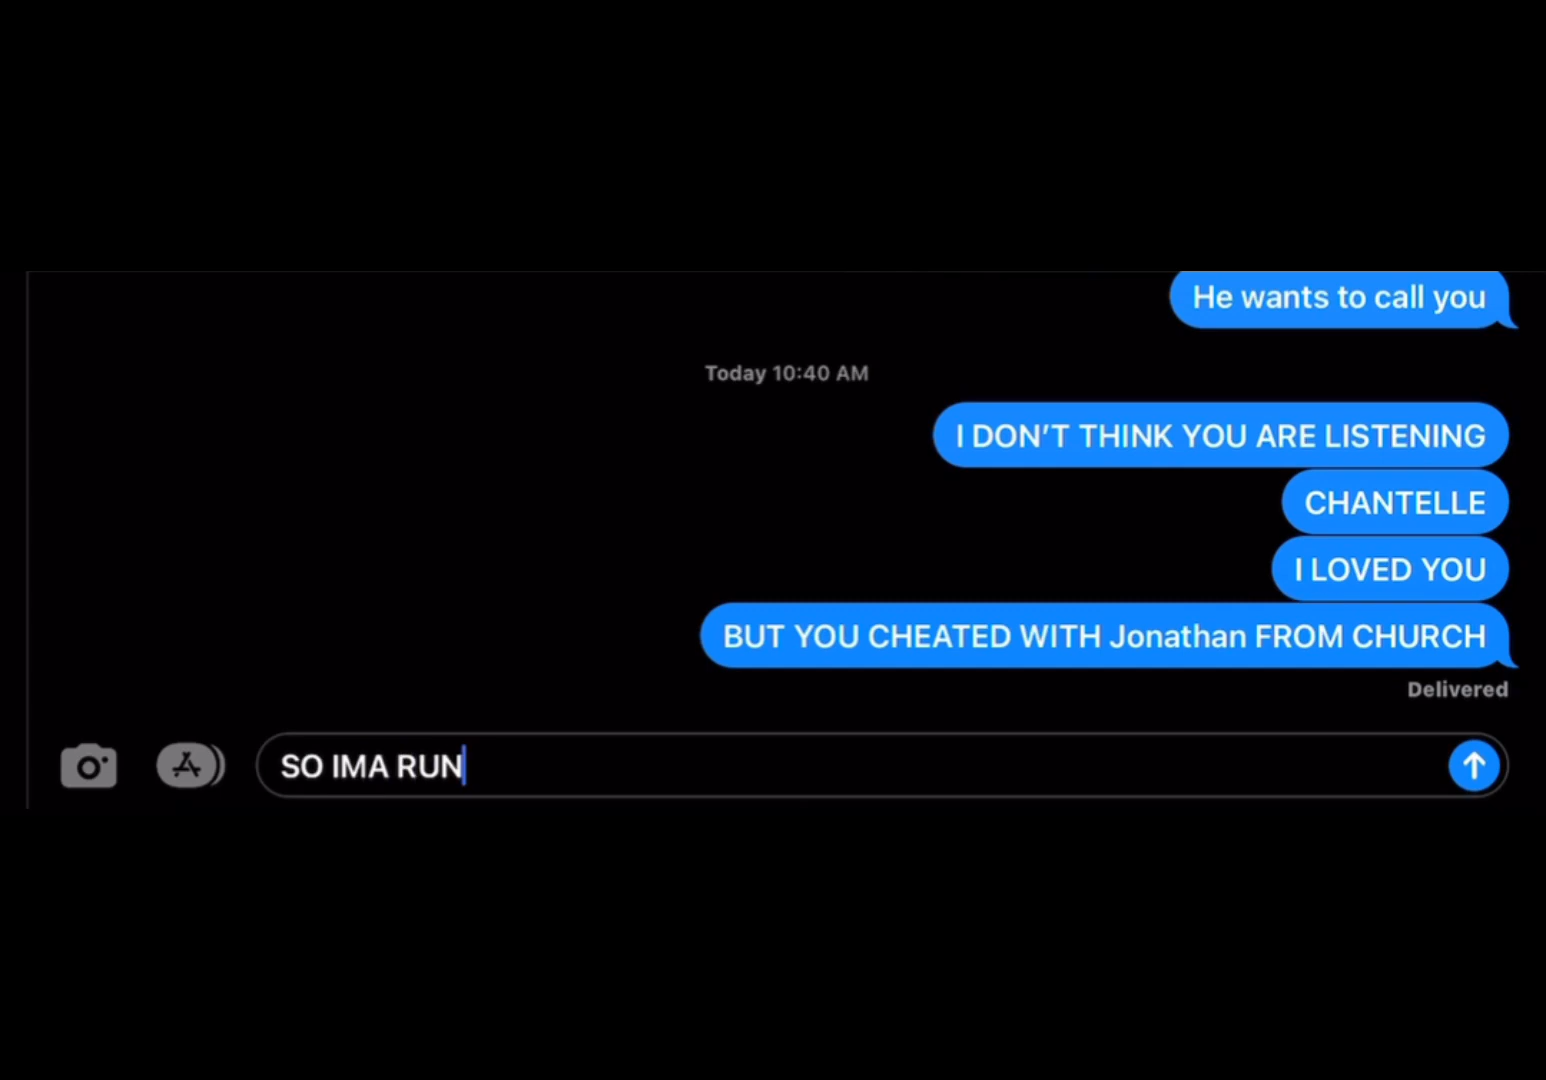 He wants to call you
Today 10:40 AM
I DON’T THINK YOU ARE LISTENING
CHANTELLE
I LOVED YOU
BUT YOU CHEATED WITH Jonathan FROM CHURCH
Delivered
SO IMA RUN